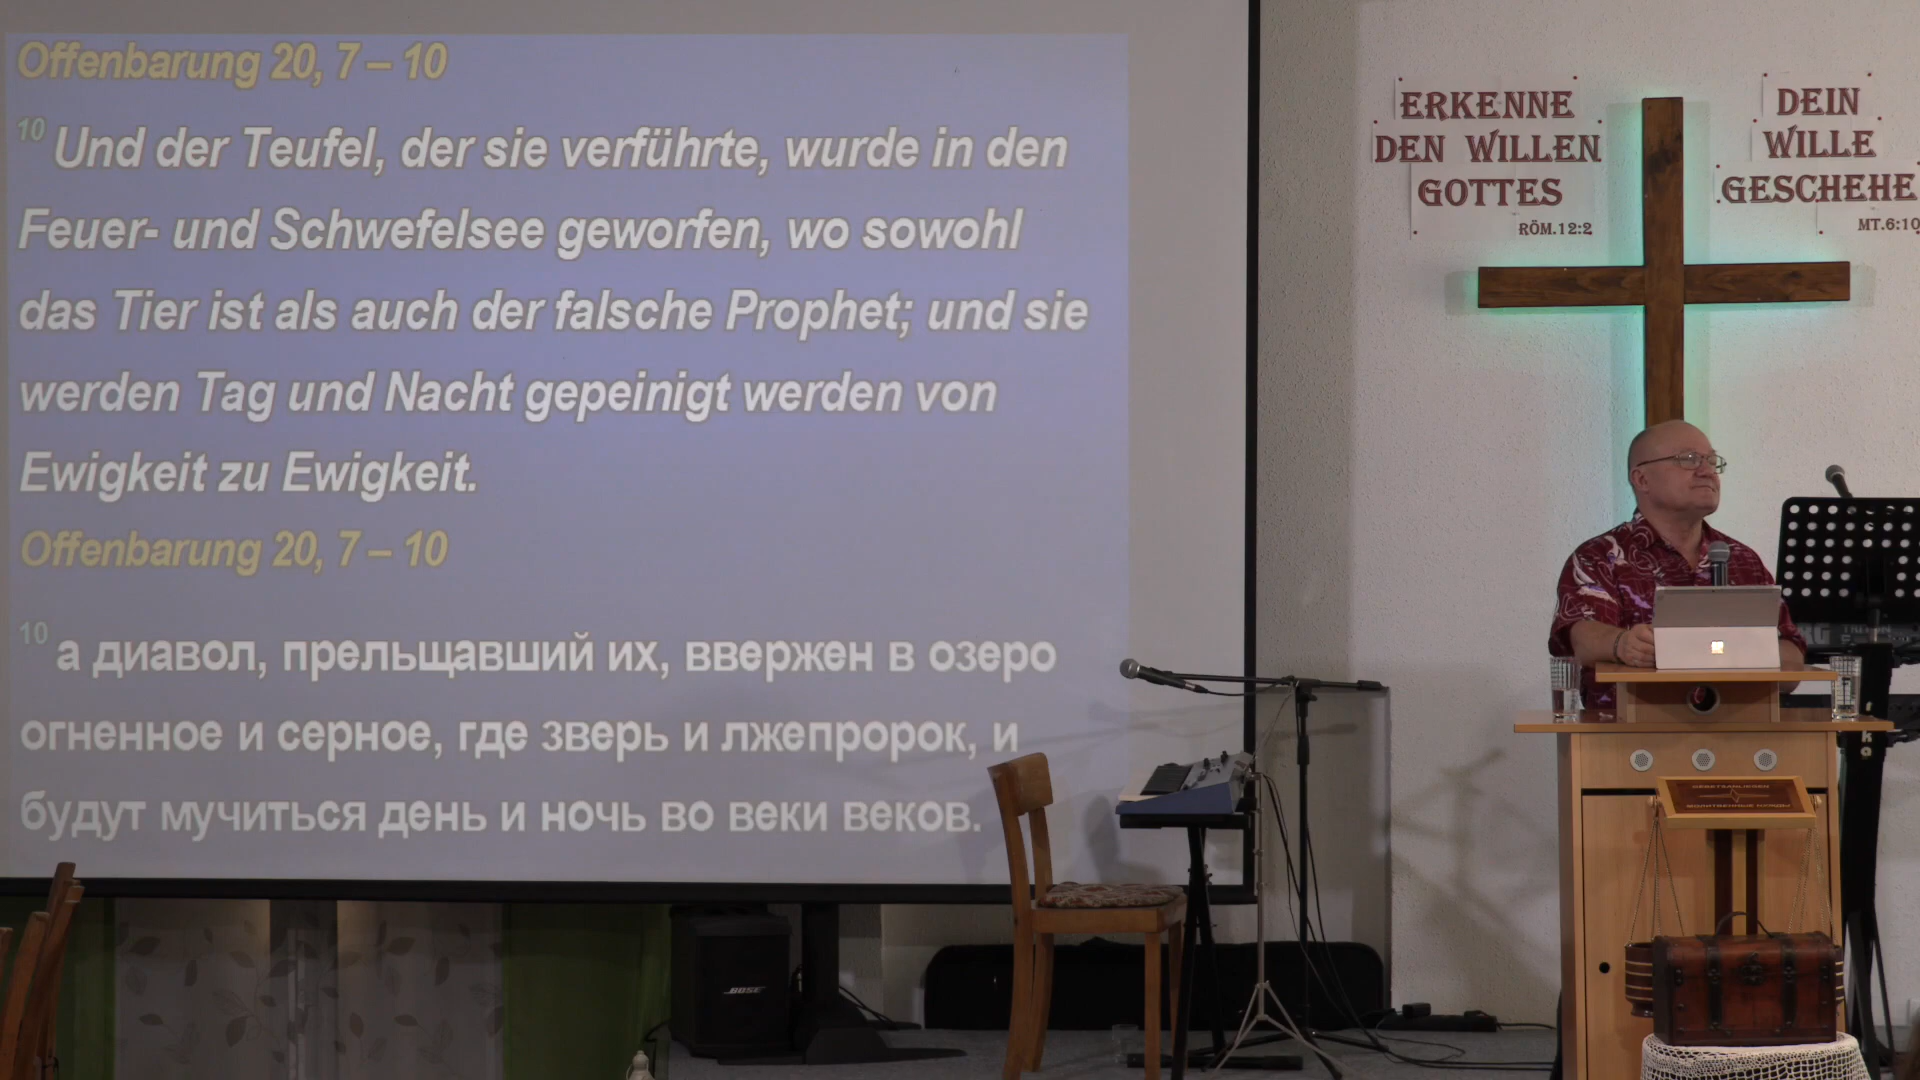 Offenbarung 20, 7 – 10
10 Und der Teufel, der sie verführte, wurde in den
Feuer- und Schwefelsee geworfen, wo sowohl
das Tier ist als auch der falsche Prophet; und sie
werden Tag und Nacht gepeinigt werden von
Ewigkeit zu Ewigkeit.
Offenbarung 20, 7 – 10
10 а диавол, прельщавший их, ввержен в озеро
огненное и серное, где зверь и лжепророк, и
будут мучиться день и ночь во веки веков.
ERKENNE
DEN WILLEN
GOTTES
RÖM.12:2
DEIN
WILLE
GESCHEHE
MT.6:10
BOSE